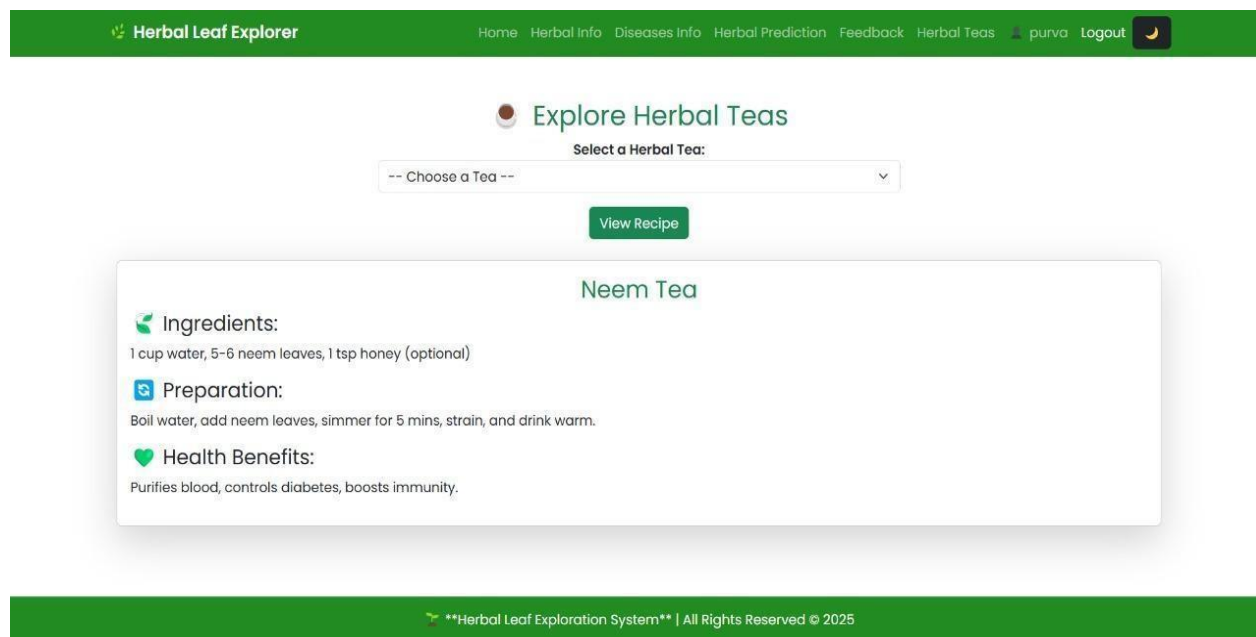 Herbal Leaf Explorer
Home Herbal Info Diseases Info Herbal Prediction Feedback Herbal Teas purva Logout
Explore Herbal Teas
Select a Herbal Tea:
-- Choose a Tea --
View Recipe
Neem Tea
Ingredients:
1 cup water, 5-6 neem leaves, 1 tsp honey (optional)
Preparation:
Boil water, add neem leaves, simmer for 5 mins, strain, and drink warm.
Health Benefits:
Purifies blood, controls diabetes, boosts immunity.
**Herbal Leaf Exploration System** | All Rights Reserved © 2025